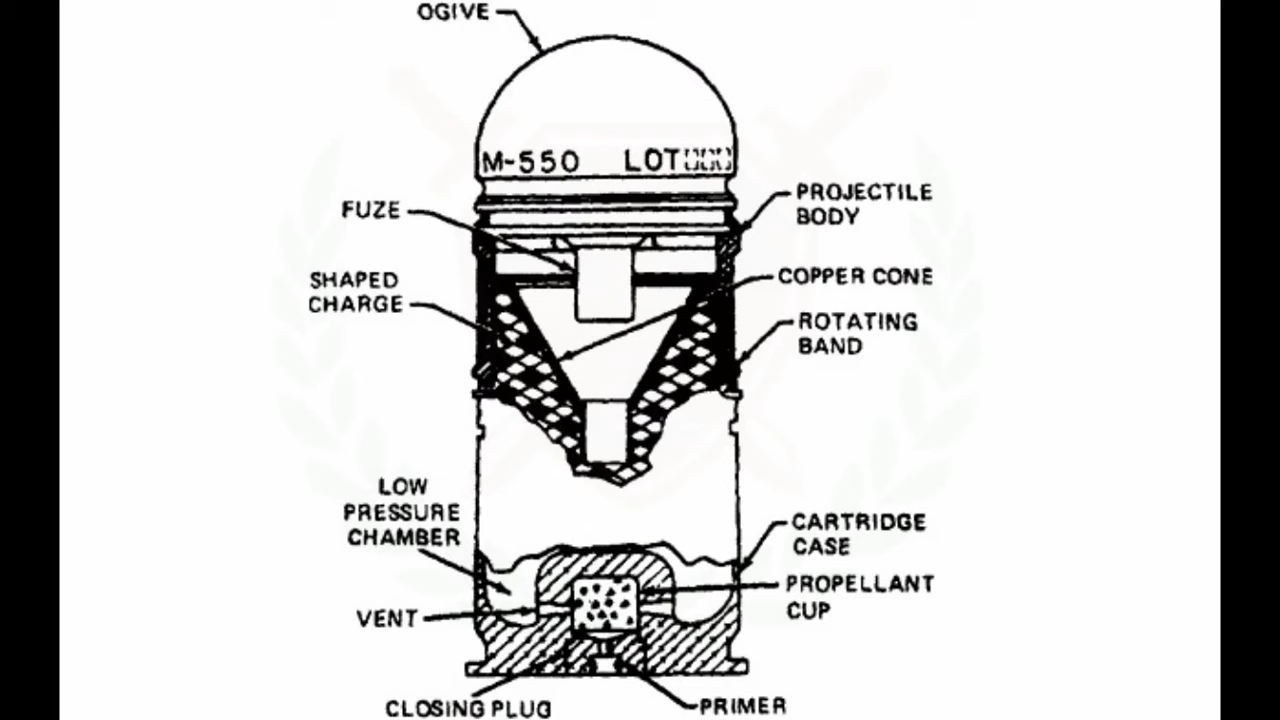 OGIVE
M-550 LOT
FUZE
PROJECTILE
BODY
SHAPED
CHARGE
COPPER CONE
ROTATING
BAND
LOW
PRESSURE
CHAMBER
CARTRIDGE
CASE
PROPELLANT
CUP
VENT
CLOSING PLUG
PRIMER